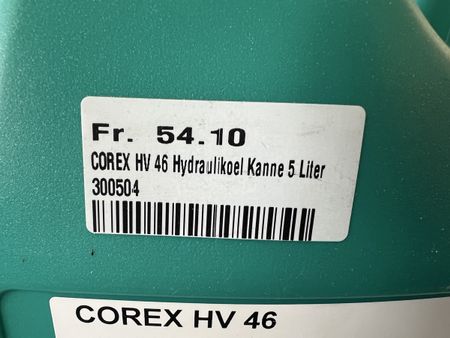 Fr. 54.10
COREX HV 46 Hydraulikoel Kanne 5 Liter
300504
COREX HV 46